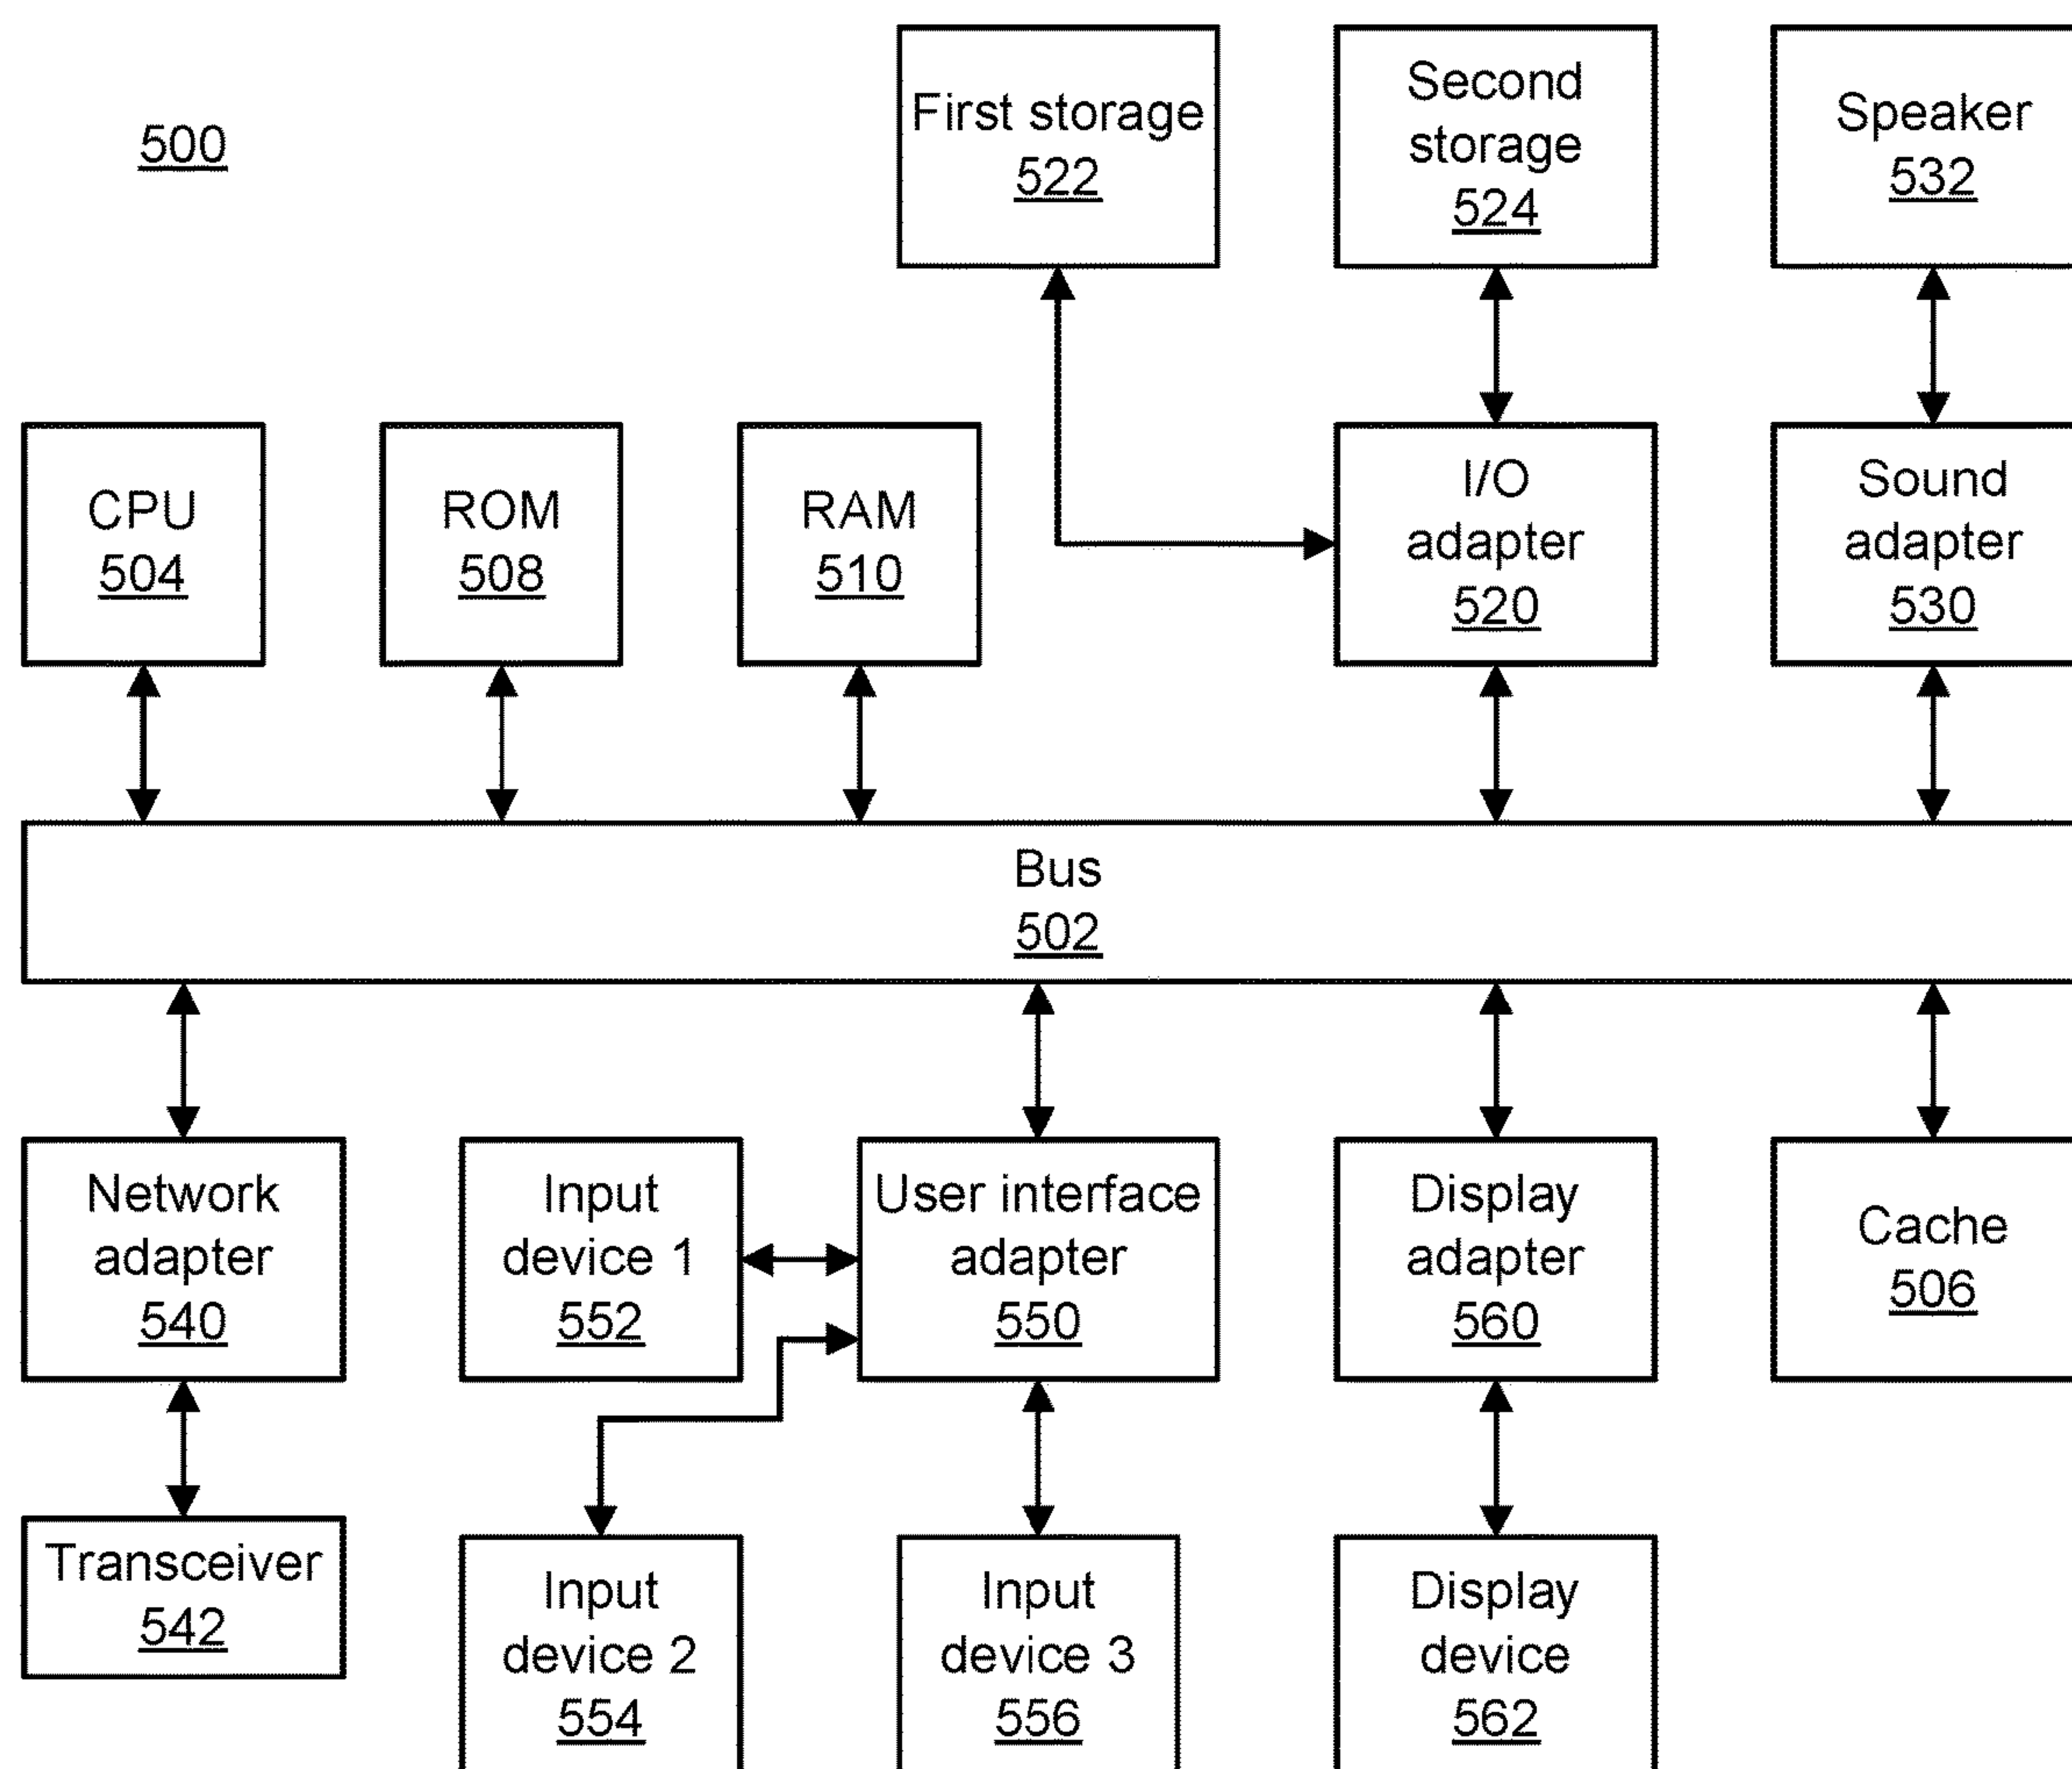 500
First storage
522
Second
storage
524
Speaker
532
CPU
504
ROM
508
RAM
510
I/O
adapter
520
Sound
adapter
530
Bus
502
Network
adapter
540
Input
device 1
552
User interface
adapter
550
Display
adapter
560
Cache
506
Transceiver
542
Input
device 2
554
Input
device 3
556
Display
device
562